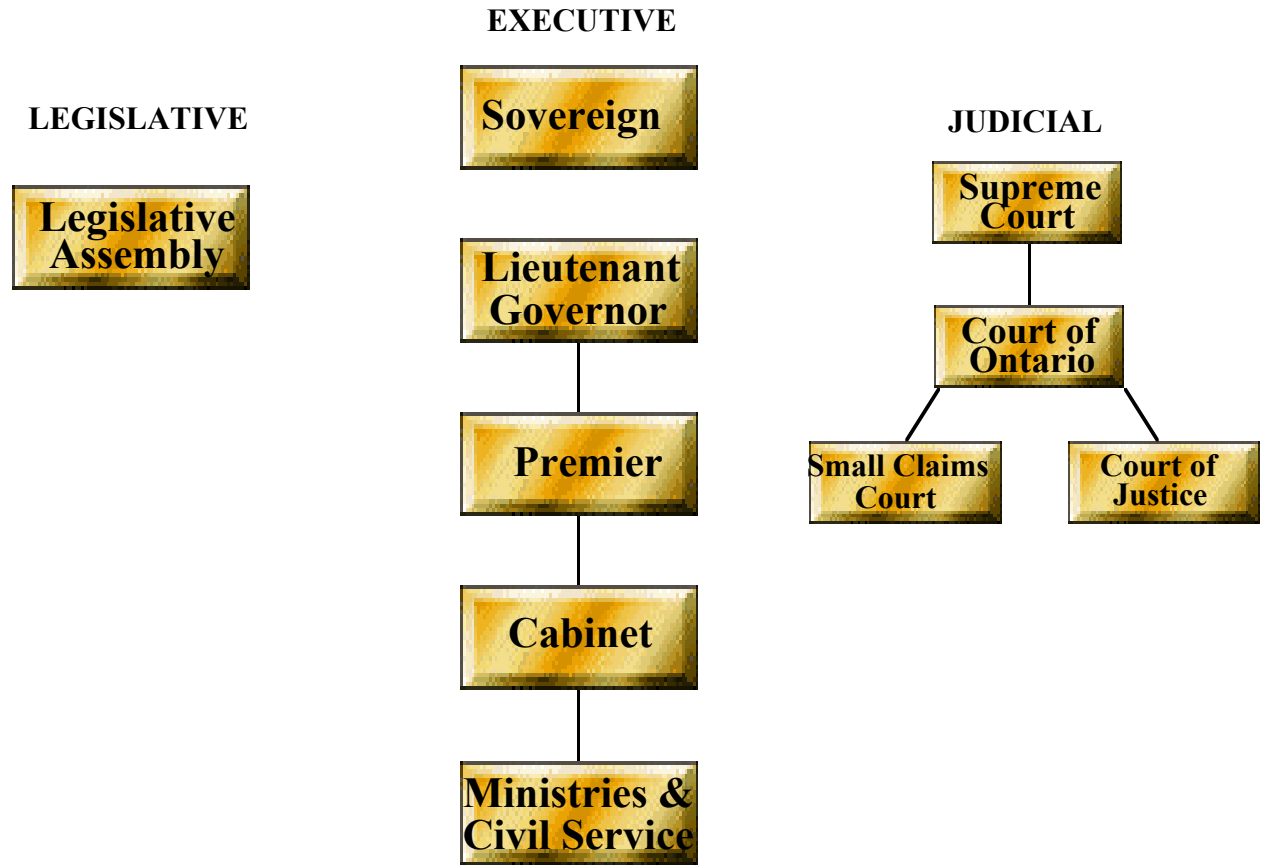 EXECUTIVE
Sovereign
Lieutenant
Governor
Premier
Cabinet
Ministries &
Civil Service
LEGISLATIVE
Legislative
Assembly
JUDICIAL
Supreme
Court
Court of
Ontario
Small Claims
Court
Court of
Justice